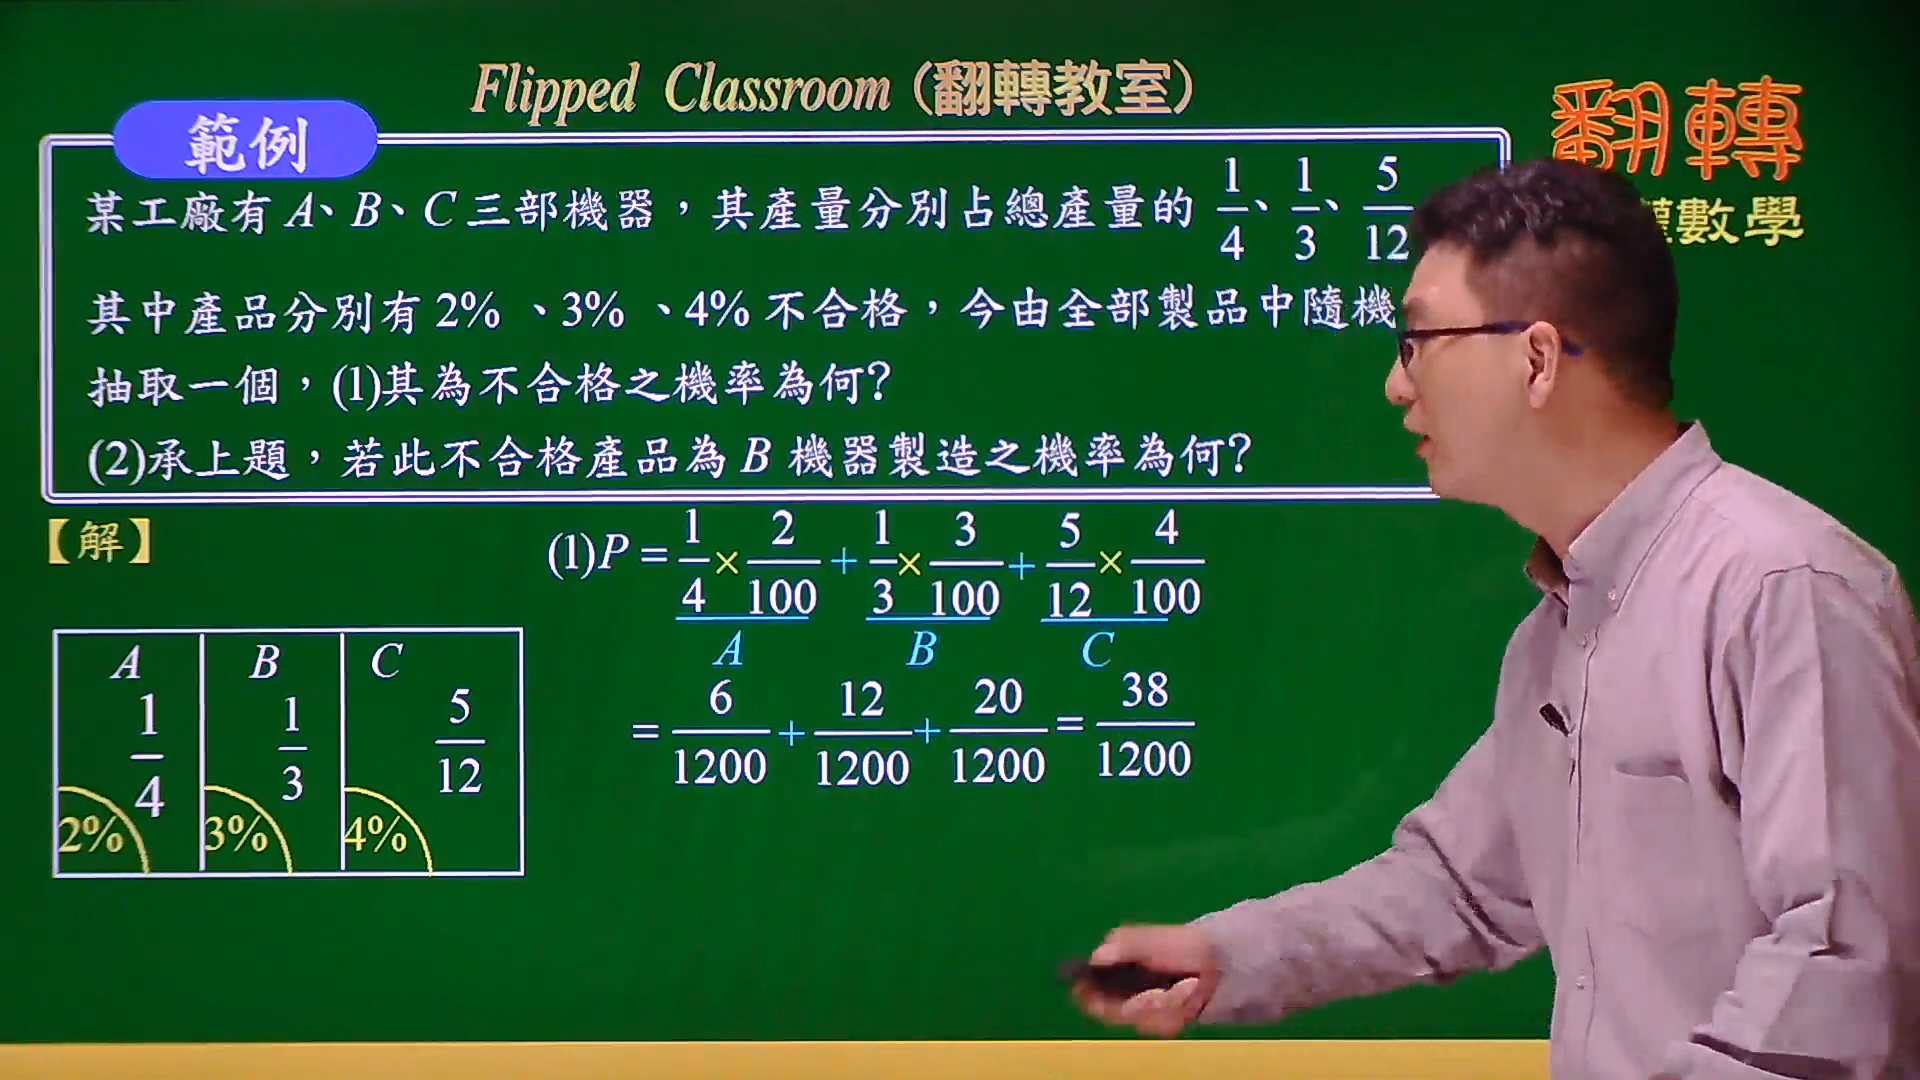 Flipped Classroom (翻轉教室)
翻轉
數學
範例
某工廠有 A、B、C 三部機器，其產量分別占總產量的 1/4、1/3、5/12
其中產品分別有 2% 、3% 、4% 不合格，今由全部製品中隨機
抽取一個，(1)其為不合格之機率為何?
(2)承上題，若此不合格產品為 B 機器製造之機率為何?
【解】
(1)P = 1/4 × 2/100 + 1/3 × 3/100 + 5/12 × 4/100
A B C
= 6/1200 + 12/1200 + 20/1200 = 38/1200
A B C
1/4 1/3 5/12
2% 3% 4%